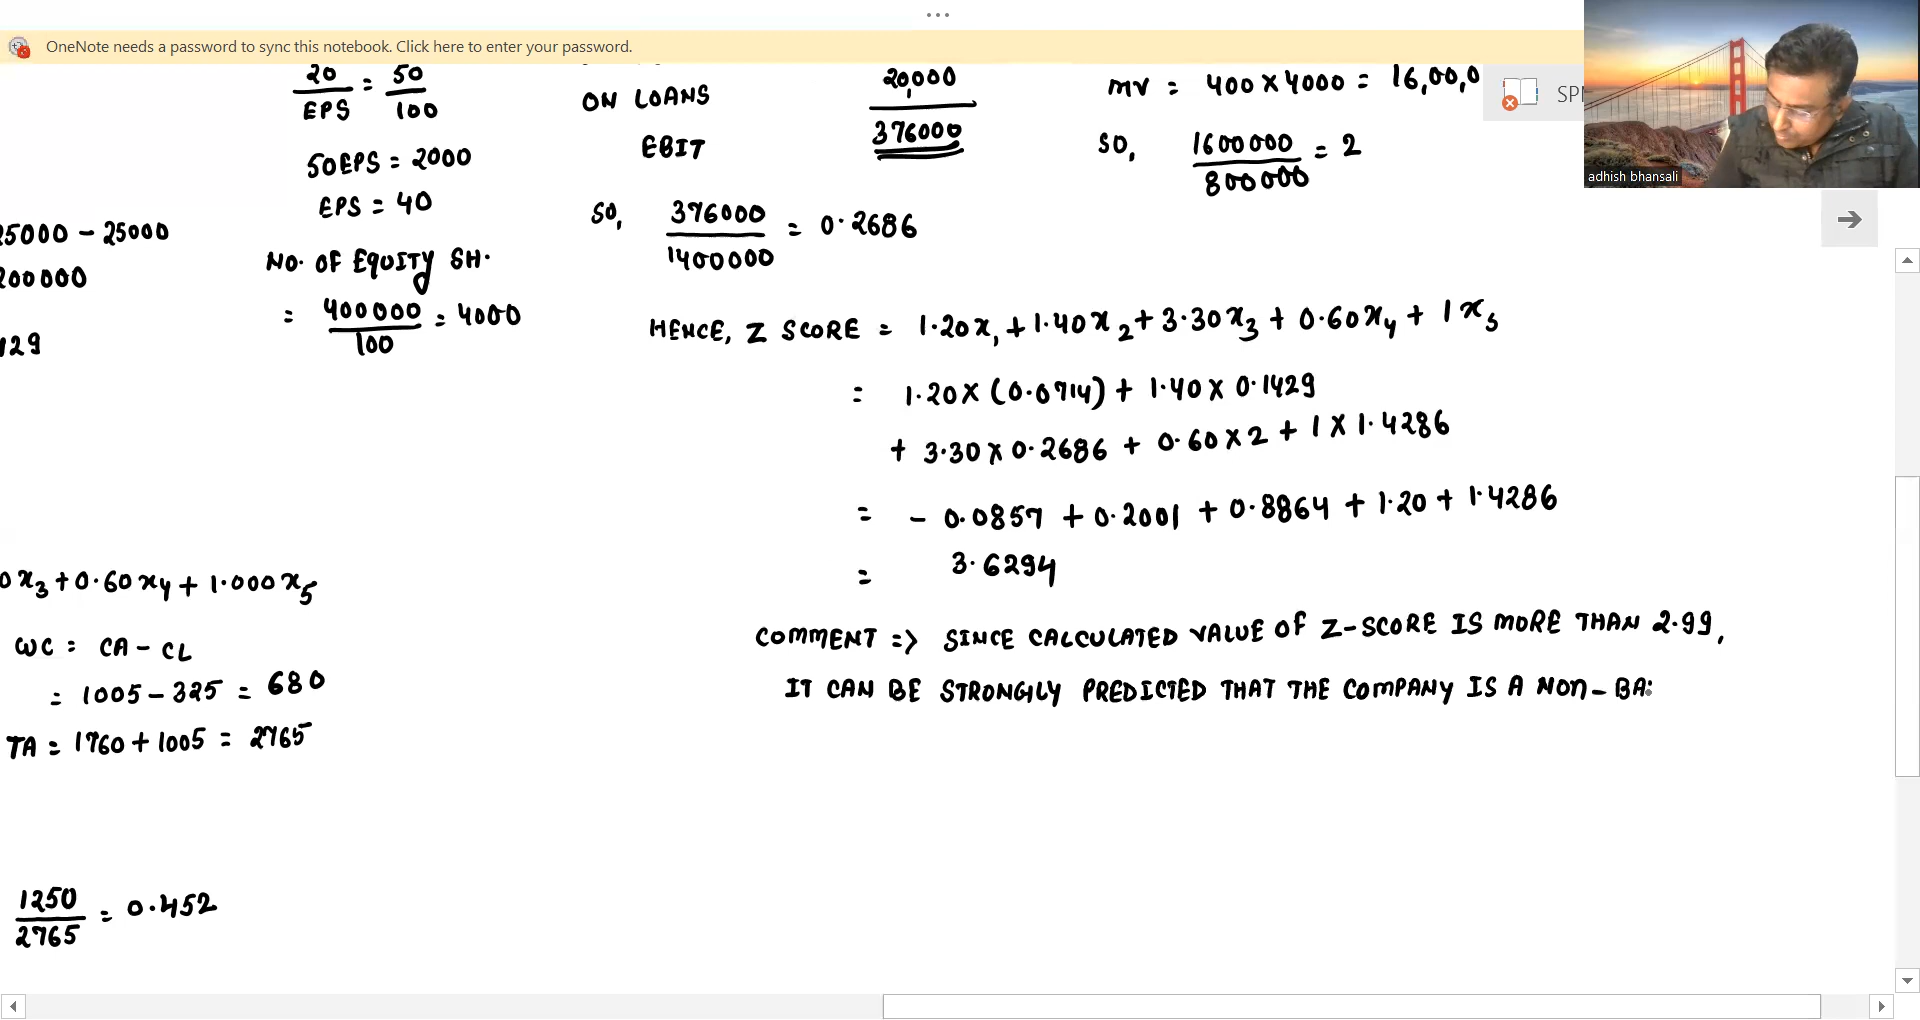 OneNote needs a password to sync this notebook. Click here to enter your password.
adhish bhansali
20/EPS = 50/100
50EPS = 2000
EPS = 40
NO. OF EQUITY SH.
= 400000/100 = 4000
25000 - 25000
200000
129
ON LOANS 20,000
EBIT 376000
SO, 376000/1400000 = 0.2686
MV = 400 X 4000 = 16,00,0
SO, 1600000/800000 = 2
HENCE, Z SCORE = 1.20x₁ + 1.40x₂ + 3.30x₃ + 0.60x₄ + 1x₅
= 1.20 X (0.0714) + 1.40 X 0.1429
+ 3.30 X 0.2686 + 0.60 X 2 + 1 X 1.4286
= - 0.0857 + 0.2001 + 0.8864 + 1.20 + 1.4286
= 3.6294
COMMENT => SINCE CALCULATED VALUE OF Z-SCORE IS MORE THAN 2.99,
IT CAN BE STRONGLY PREDICTED THAT THE COMPANY IS A NON-BA
0x₃ + 0.60x₄ + 1.000x₅
WC = CA - CL
= 1005 - 325 = 680
TA = 1760 + 1005 = 2765
1250/2765 = 0.452